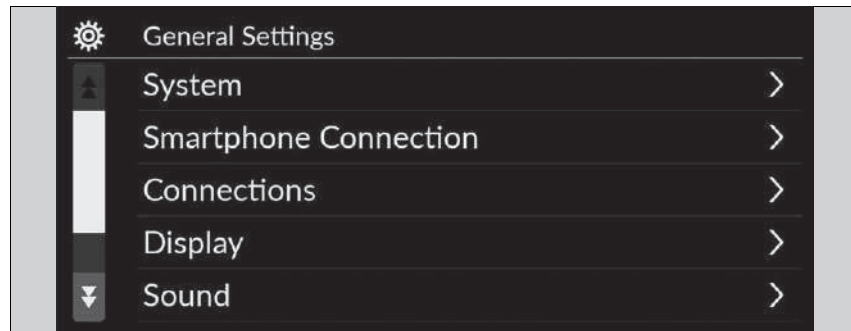 General Settings
System
Smartphone Connection
Connections
Display
Sound